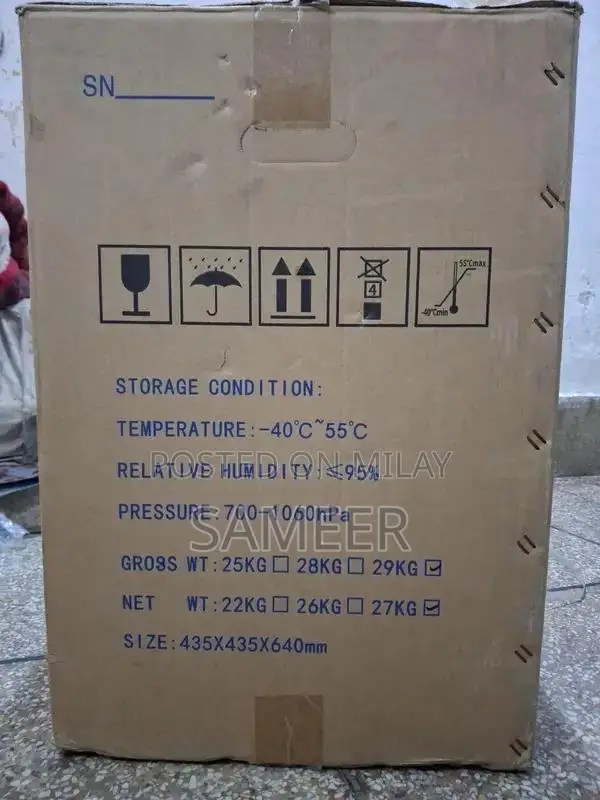 SN
55℃max
4
-40℃min
STORAGE CONDITION:
TEMPERATURE:-40℃~55℃
POSTED ON MILAY
RELATIVE HUMIDITY:≤95%
PRESSURE:700-1060hPa
SAMEER
GROSS WT:25KG☐ 28KG☐ 29KG☑
NET WT:22KG☐ 26KG☐ 27KG☑
SIZE:435X435X640mm